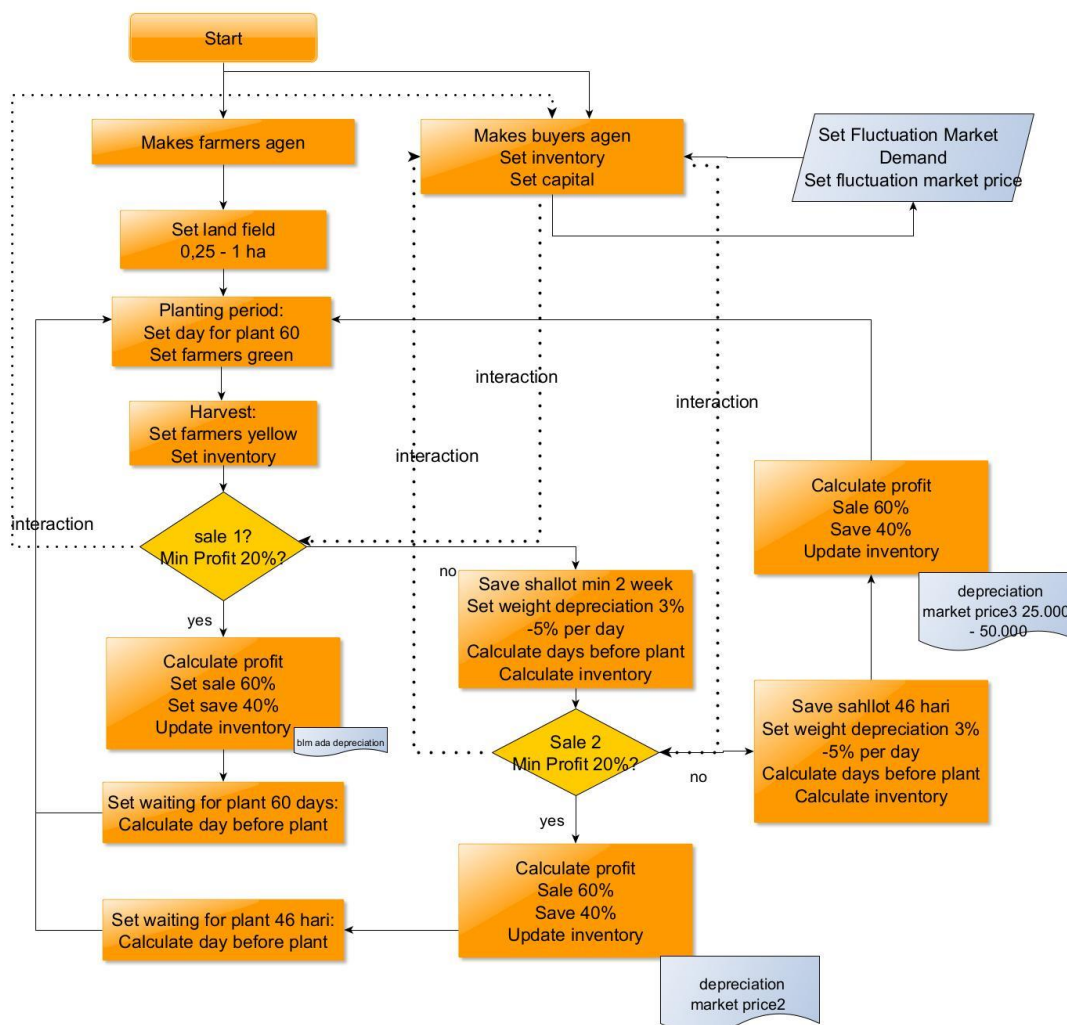 Start
Makes farmers agen
Makes buyers agen
Set inventory
Set capital
Set Fluctuation Market
Demand
Set fluctuation market price
Set land field
0,25 - 1 ha
Planting period:
Set day for plant 60
Set farmers green
interaction
interaction
Harvest:
Set farmers yellow
Set inventory
interaction
interaction
sale 1?
Min Profit 20%?
Calculate profit
Sale 60%
Save 40%
Update inventory
no
Save shallot min 2 week
Set weight depreciation 3%
-5% per day
Calculate days before plant
Calculate inventory
depreciation
market price3 25.000
- 50.000
yes
Calculate profit
Set sale 60%
Set save 40%
Update inventory
blm ada depreciation
Save sahllot 46 hari
Set weight depreciation 3%
-5% per day
Calculate days before plant
Calculate inventory
Sale 2
Min Profit 20%?
no
Set waiting for plant 60 days:
Calculate day before plant
yes
Calculate profit
Sale 60%
Save 40%
Update inventory
Set waiting for plant 46 hari:
Calculate day before plant
depreciation
market price2